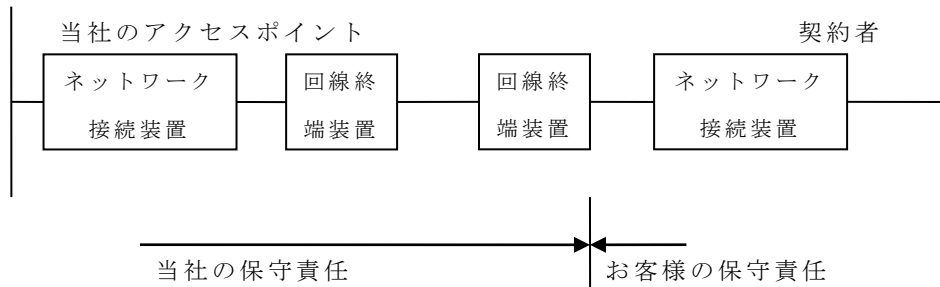 当社のアクセスポイント
契約者
ネットワーク
接続装置
回線終
端装置
回線終
端装置
ネットワーク
接続装置
当社の保守責任
お客様の保守責任